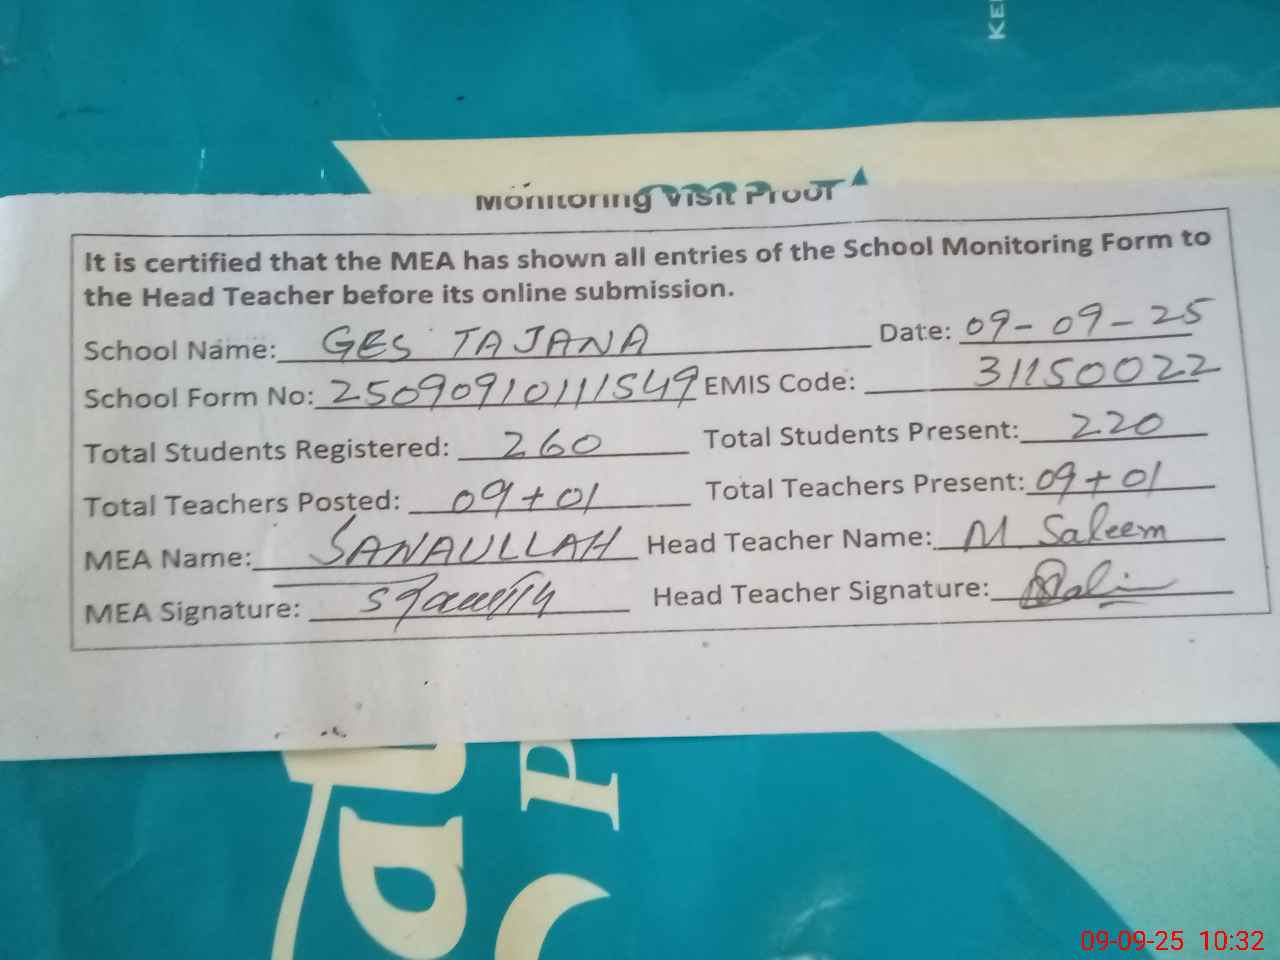 KE
Monitoring Visit Proof
It is certified that the MEA has shown all entries of the School Monitoring Form to
the Head Teacher before its online submission.
School Name: GES TAJANA Date: 09-09-25
School Form No: 25090910111549 EMIS Code: 31150022
Total Students Registered: 260 Total Students Present: 220
Total Teachers Posted: 09+01 Total Teachers Present: 09+01
MEA Name: SANAULLAH Head Teacher Name: M Saleem
MEA Signature: Head Teacher Signature:
P
09-09-25 10:32